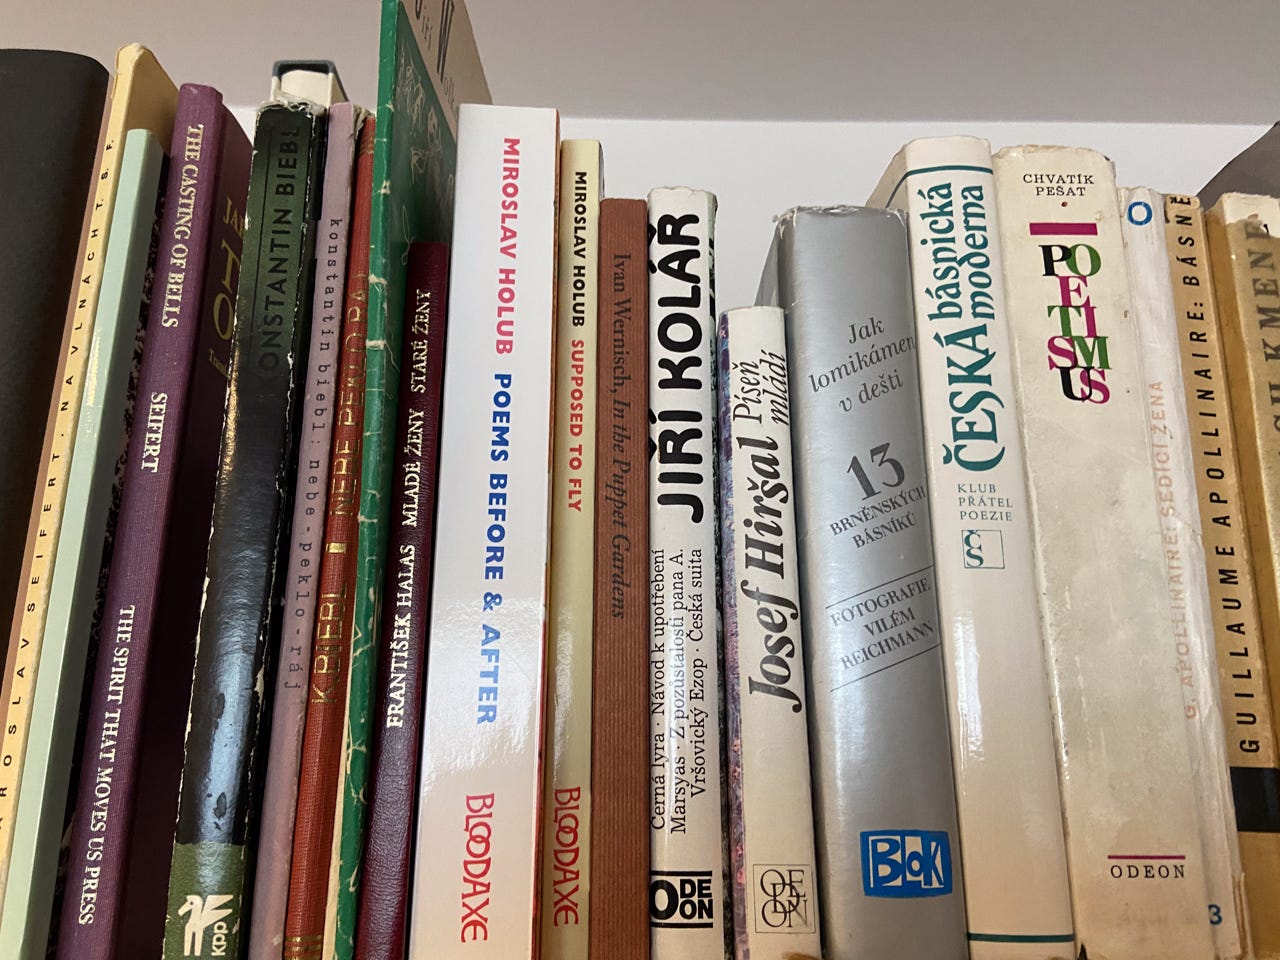 JAROSLAV SEIFERT · NA VLNÁCH T. S. F.
THE CASTING OF BELLS
SEIFERT
THE SPIRIT THAT MOVES US PRESS
KONSTANTIN BIEBL
kpp
konstantin biebl: nebe-peklo-ráj
K. BIEBL
Jiří
FRANTIŠEK HALAS MLADÉ ŽENY STARÉ ŽENY
MIROSLAV HOLUB POEMS BEFORE & AFTER
BLOODAXE
MIROSLAV HOLUB SUPPOSED TO FLY
BLOODAXE
Ivan Wernisch, In the Puppet Gardens
JIŘÍ KOLÁŘ
Černá lyra · Návod k upotřebení
Marsyas · Z pozůstalosti pana A.
Vršovický Ezop · Česká suita
ODEON
Josef Hiršal Píseň mládí
ODEON
Jak
lomikámen
v dešti
13
BRNĚNSKÝCH
BÁSNÍKŮ
FOTOGRAFIE
VILÉM
REICHMANN
BLOK
ČESKÁ básnická moderna
KLUB
PŘÁTEL
POEZIE
CHVATÍK
PEŠAT
POETISMUS
ODEON
G. APOLLINAIRE: SEDÍCÍ ŽENA
3
GUILLAUME APOLLINAIRE: BÁSNĚ